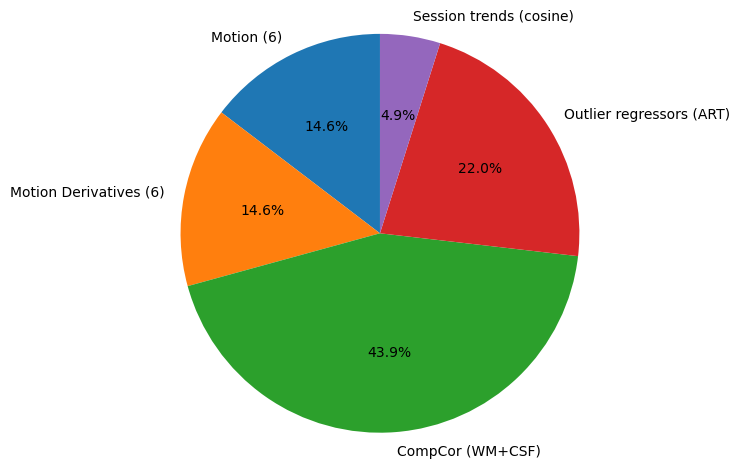 Session trends (cosine)
Motion (6)
4.9%
14.6%
Outlier regressors (ART)
22.0%
Motion Derivatives (6)
14.6%
43.9%
CompCor (WM+CSF)